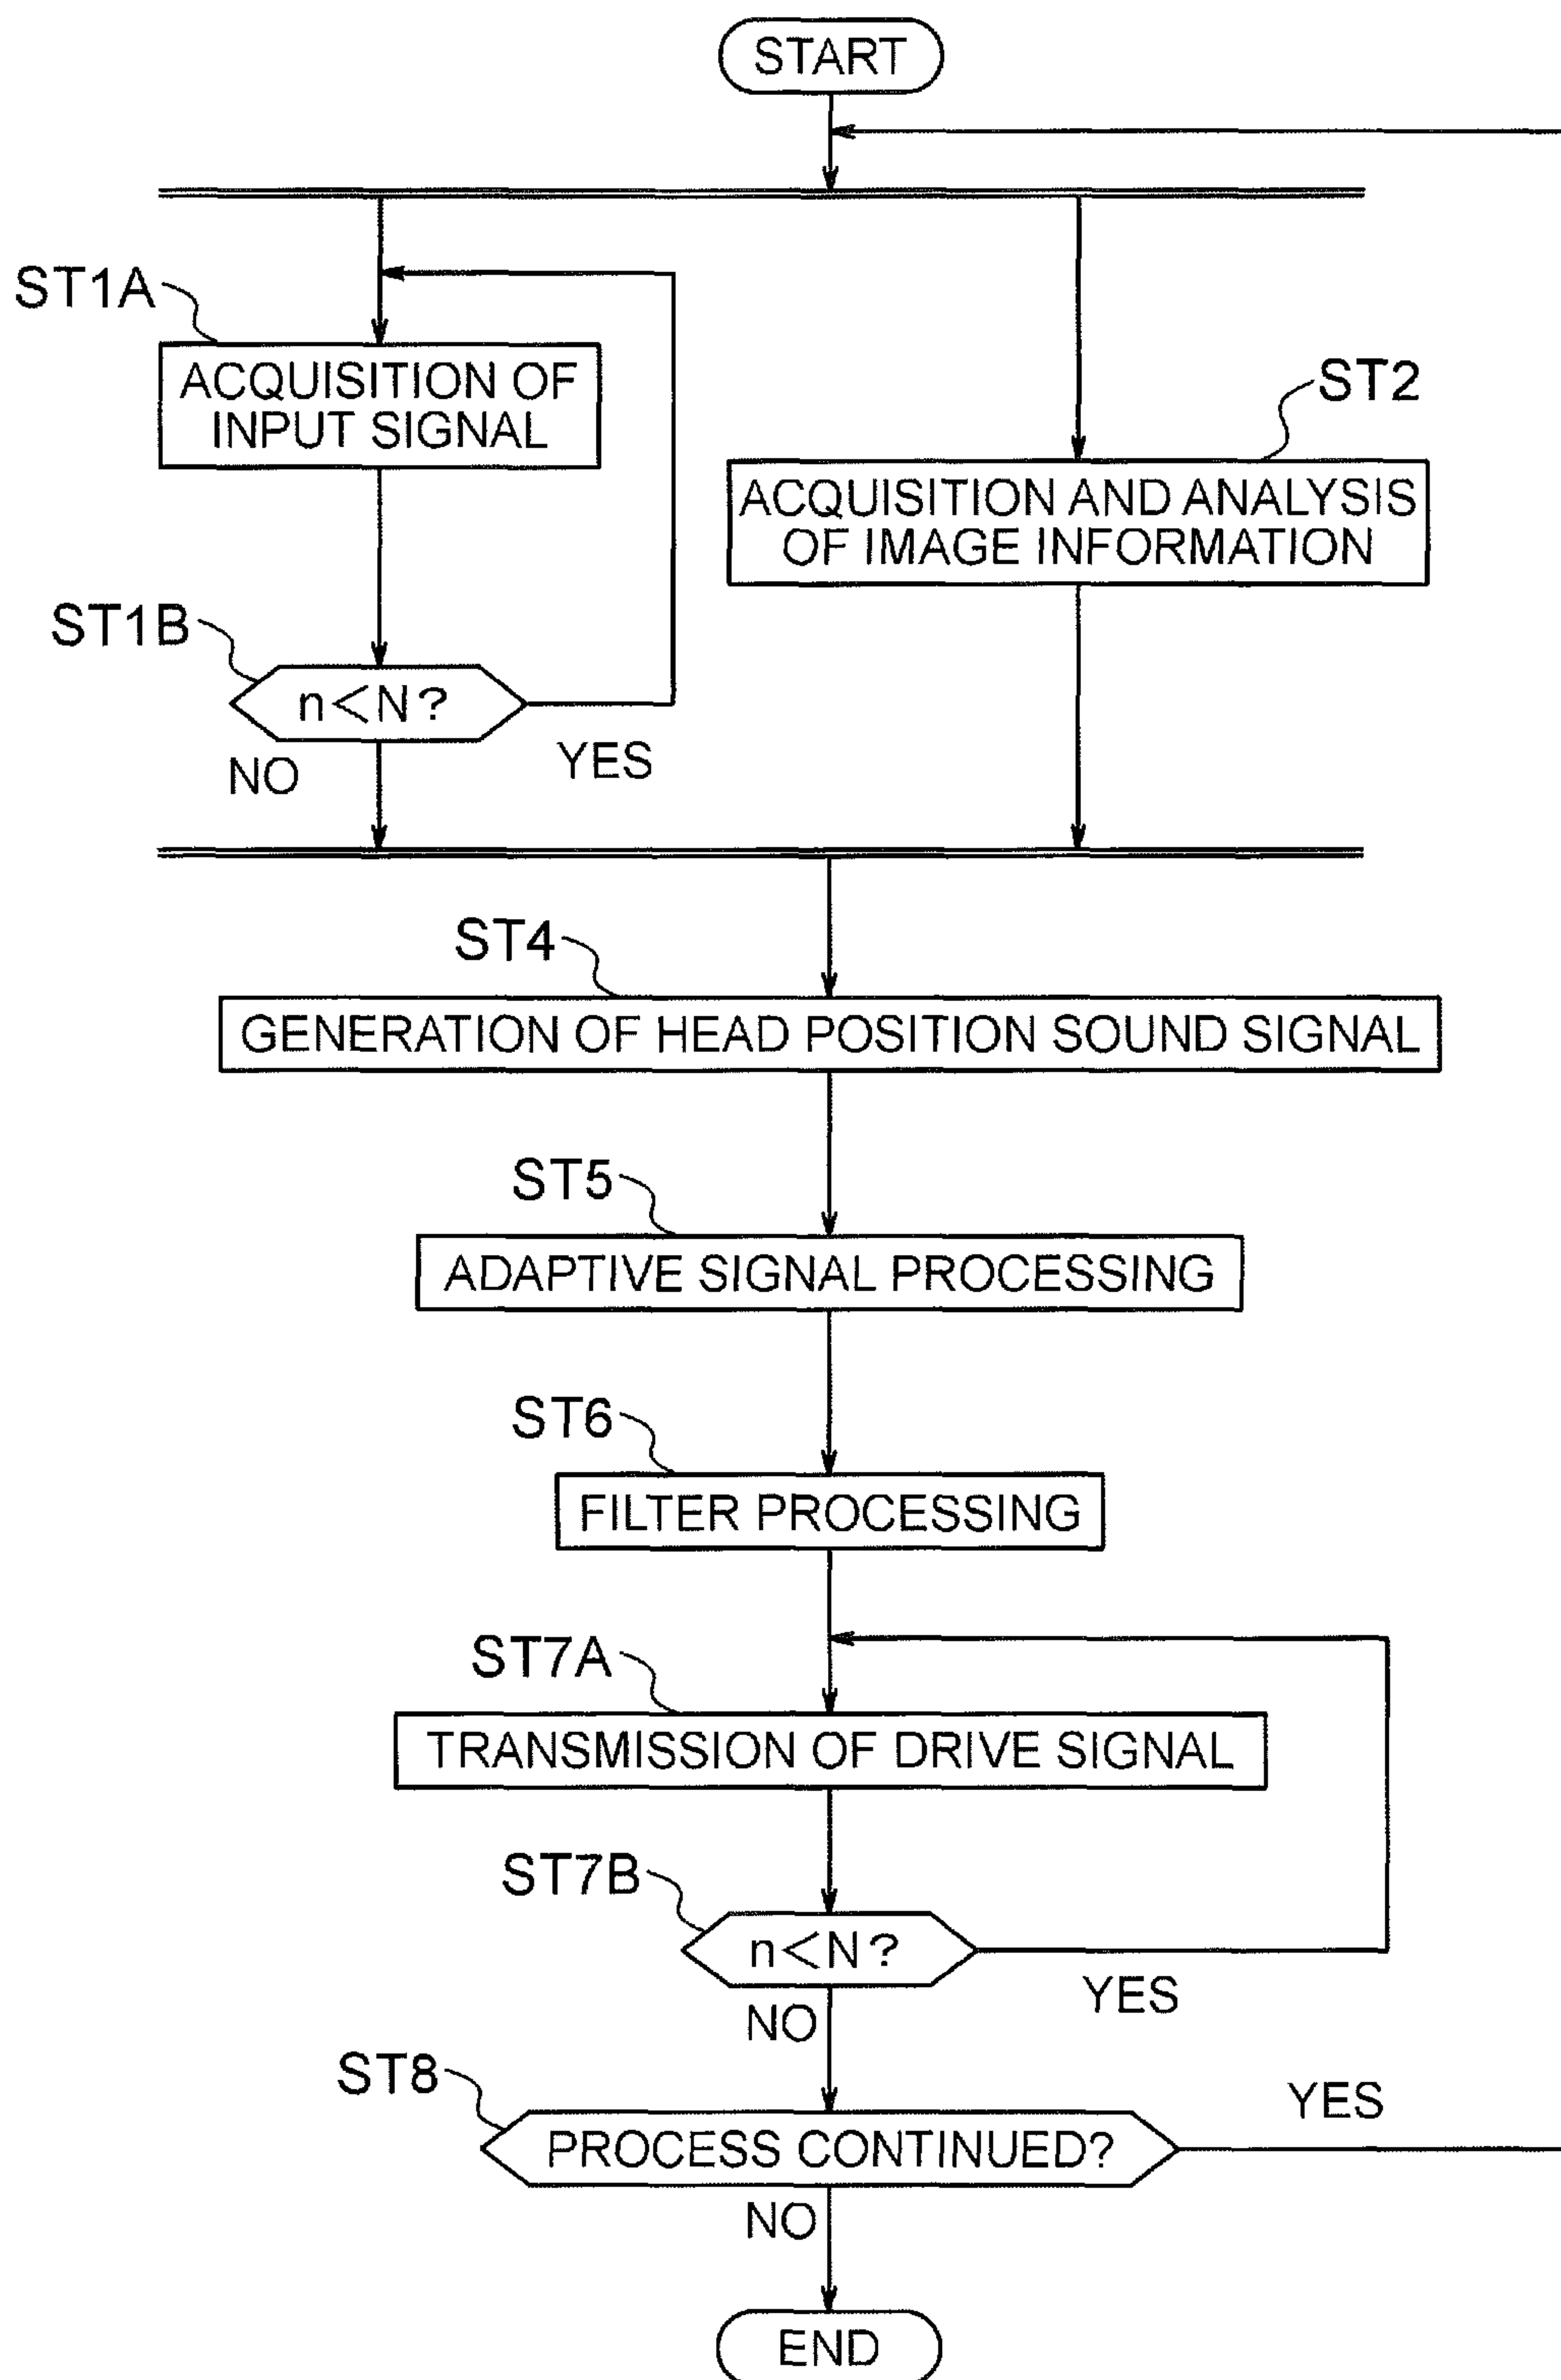 START
ST1A
ACQUISITION OF
INPUT SIGNAL
ST2
ACQUISITION AND ANALYSIS
OF IMAGE INFORMATION
ST1B
n<N?
NO
YES
ST4
GENERATION OF HEAD POSITION SOUND SIGNAL
ST5
ADAPTIVE SIGNAL PROCESSING
ST6
FILTER PROCESSING
ST7A
TRANSMISSION OF DRIVE SIGNAL
ST7B
n<N?
YES
NO
ST8
PROCESS CONTINUED?
YES
NO
END